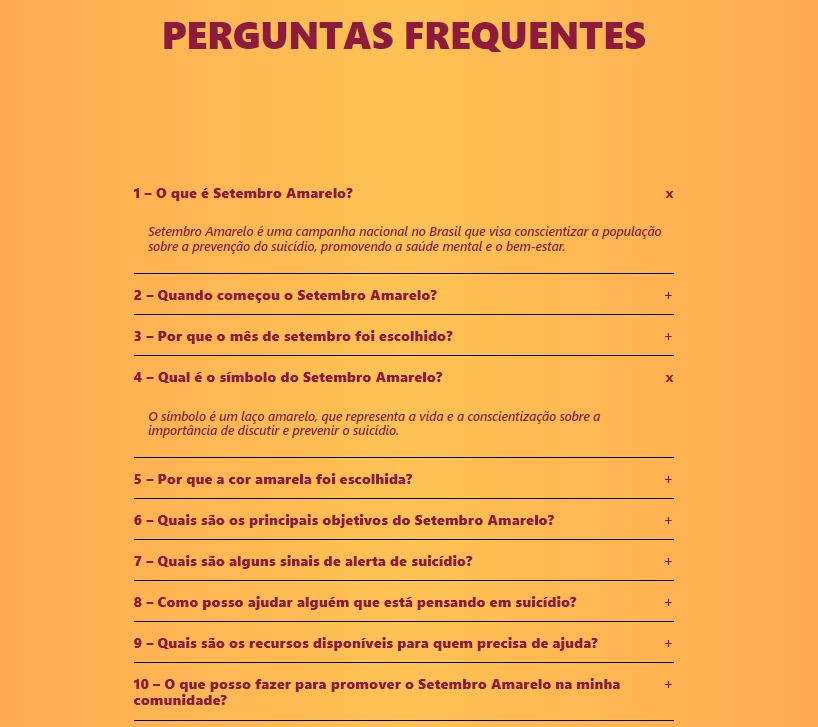 PERGUNTAS FREQUENTES
1 – O que é Setembro Amarelo? x
Setembro Amarelo é uma campanha nacional no Brasil que visa conscientizar a população
sobre a prevenção do suicídio, promovendo a saúde mental e o bem-estar.
2 – Quando começou o Setembro Amarelo? +
3 – Por que o mês de setembro foi escolhido? +
4 – Qual é o símbolo do Setembro Amarelo? x
O símbolo é um laço amarelo, que representa a vida e a conscientização sobre a
importância de discutir e prevenir o suicídio.
5 – Por que a cor amarela foi escolhida? +
6 – Quais são os principais objetivos do Setembro Amarelo? +
7 – Quais são alguns sinais de alerta de suicídio? +
8 – Como posso ajudar alguém que está pensando em suicídio? +
9 – Quais são os recursos disponíveis para quem precisa de ajuda? +
10 – O que posso fazer para promover o Setembro Amarelo na minha +
comunidade?